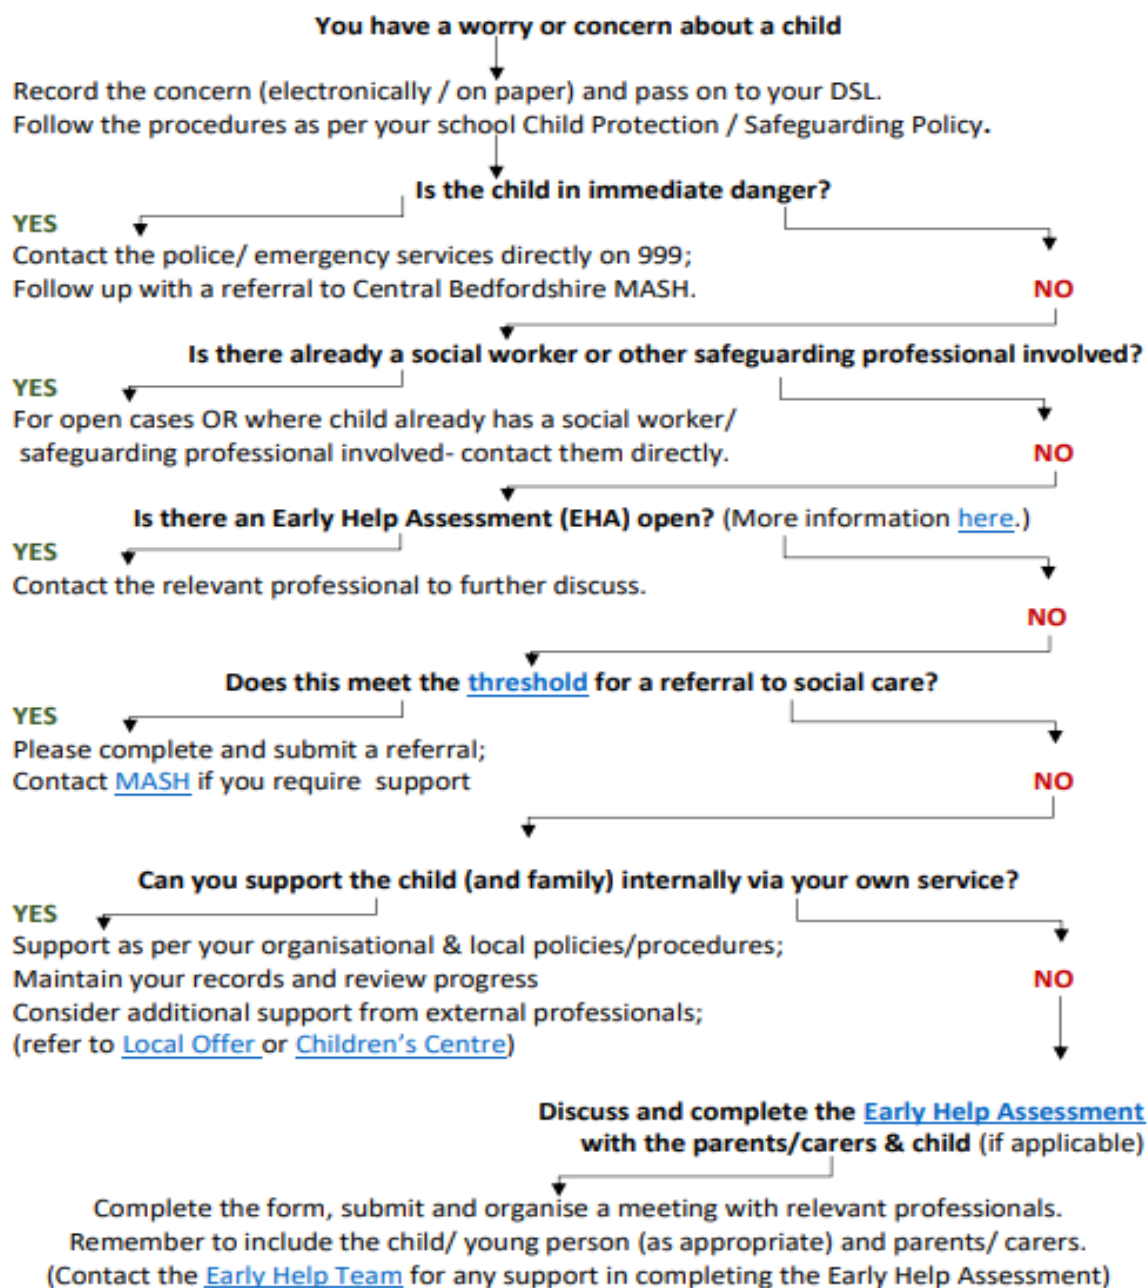 You have a worry or concern about a child
Record the concern (electronically / on paper) and pass on to your DSL.
Follow the procedures as per your school Child Protection / Safeguarding Policy.
Is the child in immediate danger?
YES
Contact the police/ emergency services directly on 999;
Follow up with a referral to Central Bedfordshire MASH.
NO
Is there already a social worker or other safeguarding professional involved?
YES
For open cases OR where child already has a social worker/
safeguarding professional involved- contact them directly.
NO
Is there an Early Help Assessment (EHA) open? (More information here.)
YES
Contact the relevant professional to further discuss.
NO
Does this meet the threshold for a referral to social care?
YES
Please complete and submit a referral;
Contact MASH if you require  support
NO
Can you support the child (and family) internally via your own service?
YES
Support as per your organisational & local policies/procedures;
Maintain your records and review progress
NO
Consider additional support from external professionals;
(refer to Local Offer or Children's Centre)
Discuss and complete the Early Help Assessment
with the parents/carers & child (if applicable)
Complete the form, submit and organise a meeting with relevant professionals.
Remember to include the child/ young person (as appropriate) and parents/ carers.
(Contact the Early Help Team for any support in completing the Early Help Assessment)